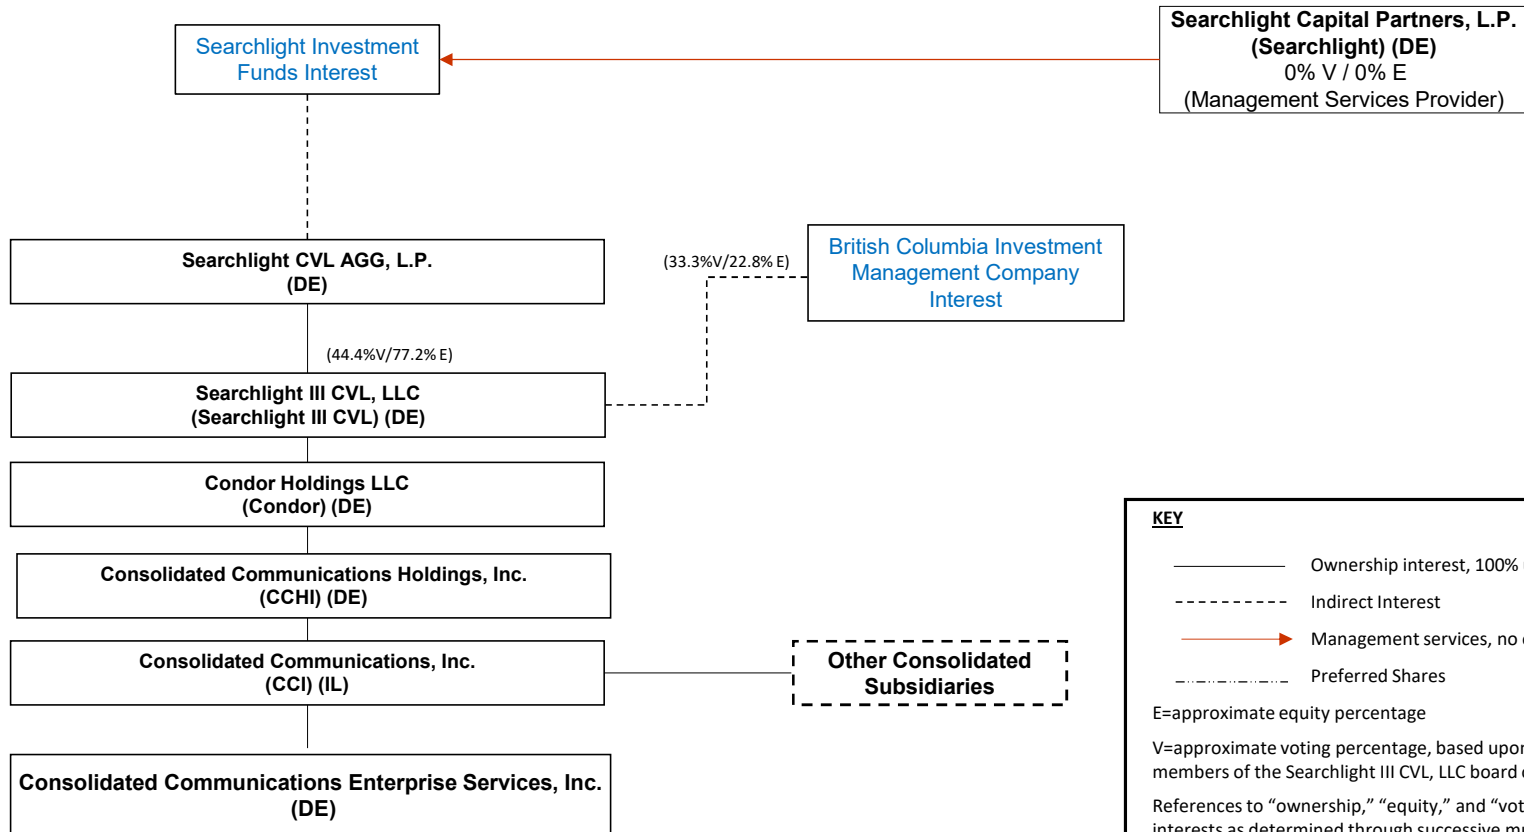 Searchlight Capital Partners, L.P.
(Searchlight) (DE)
0% V / 0% E
(Management Services Provider)
Searchlight Investment
Funds Interest
British Columbia Investment
Management Company
Interest
(33.3%V/22.8% E)
Searchlight CVL AGG, L.P.
(DE)
(44.4%V/77.2% E)
Searchlight III CVL, LLC
(Searchlight III CVL) (DE)
Condor Holdings LLC
(Condor) (DE)
Consolidated Communications Holdings, Inc.
(CCHI) (DE)
Consolidated Communications, Inc.
(CCI) (IL)
Other Consolidated
Subsidiaries
Consolidated Communications Enterprise Services, Inc.
(DE)
KEY
Ownership interest, 100%
Indirect Interest
Management services, no
Preferred Shares
E=approximate equity percentage
V=approximate voting percentage, based upon
members of the Searchlight III CVL, LLC board
References to “ownership,” “equity,” and
interests as determined through successive